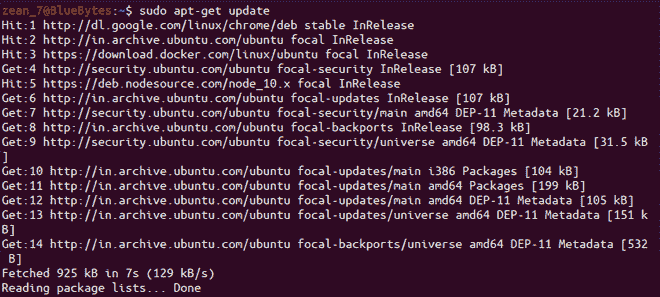 zean_7@BlueBytes:~$ sudo apt-get update
Hit:1 http://dl.google.com/linux/chrome/deb stable InRelease
Hit:2 http://in.archive.ubuntu.com/ubuntu focal InRelease
Hit:3 https://download.docker.com/linux/ubuntu focal InRelease
Get:4 http://security.ubuntu.com/ubuntu focal-security InRelease [107 kB]
Hit:5 https://deb.nodesource.com/node_10.x focal InRelease
Get:6 http://in.archive.ubuntu.com/ubuntu focal-updates InRelease [107 kB]
Get:7 http://security.ubuntu.com/ubuntu focal-security/main amd64 DEP-11 Metadata [21.2 kB]
Get:8 http://in.archive.ubuntu.com/ubuntu focal-backports InRelease [98.3 kB]
Get:9 http://security.ubuntu.com/ubuntu focal-security/universe amd64 DEP-11 Metadata [31.5 kB
]
Get:10 http://in.archive.ubuntu.com/ubuntu focal-updates/main i386 Packages [104 kB]
Get:11 http://in.archive.ubuntu.com/ubuntu focal-updates/main amd64 Packages [199 kB]
Get:12 http://in.archive.ubuntu.com/ubuntu focal-updates/main amd64 DEP-11 Metadata [105 kB]
Get:13 http://in.archive.ubuntu.com/ubuntu focal-updates/universe amd64 DEP-11 Metadata [151 k
B]
Get:14 http://in.archive.ubuntu.com/ubuntu focal-backports/universe amd64 DEP-11 Metadata [532
 B]
Fetched 925 kB in 7s (129 kB/s)
Reading package lists... Done